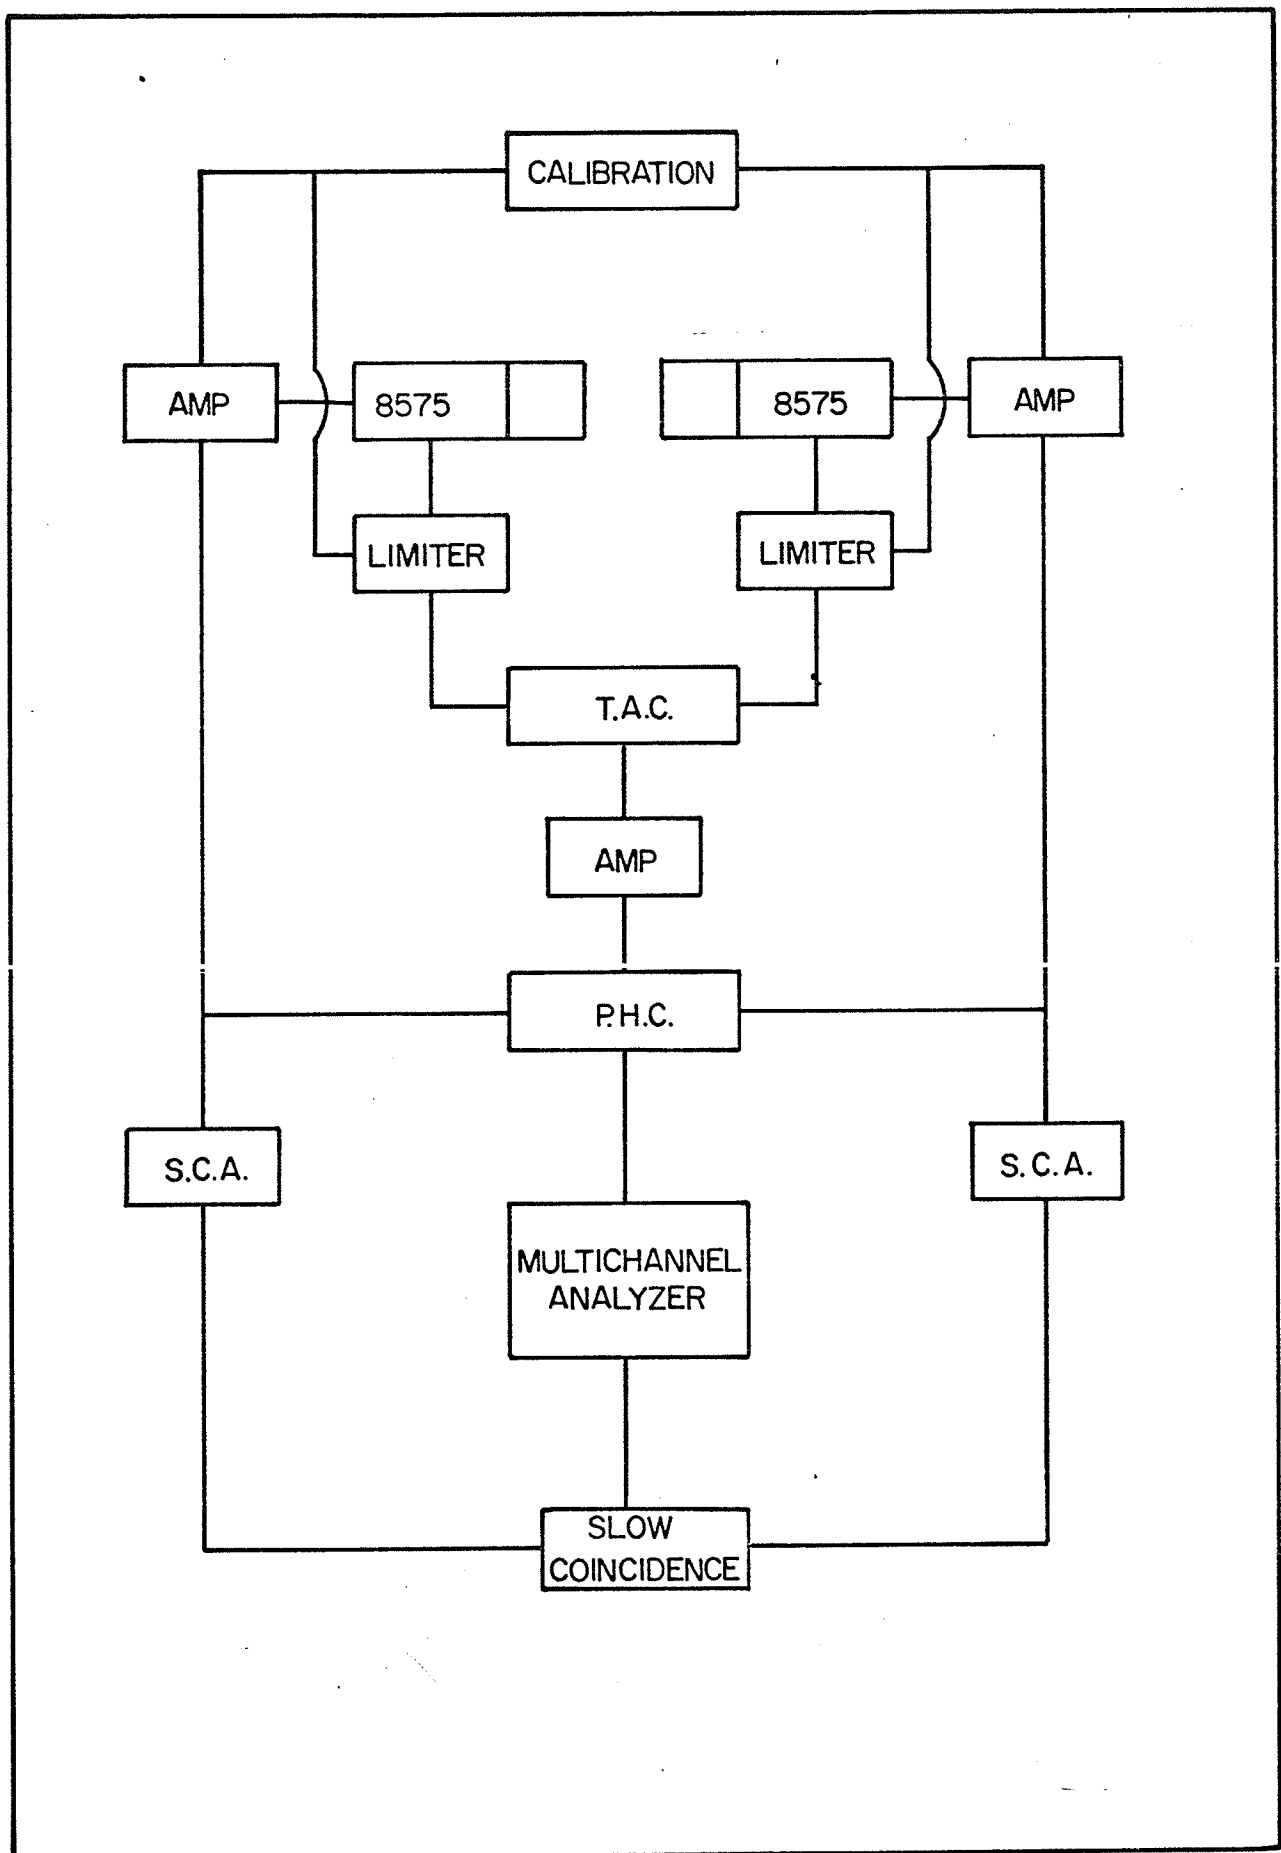 CALIBRATION
AMP
8575
8575
AMP
LIMITER
LIMITER
T.A.C.
AMP
P.H.C.
S.C.A.
S.C.A.
MULTICHANNEL
ANALYZER
SLOW
COINCIDENCE